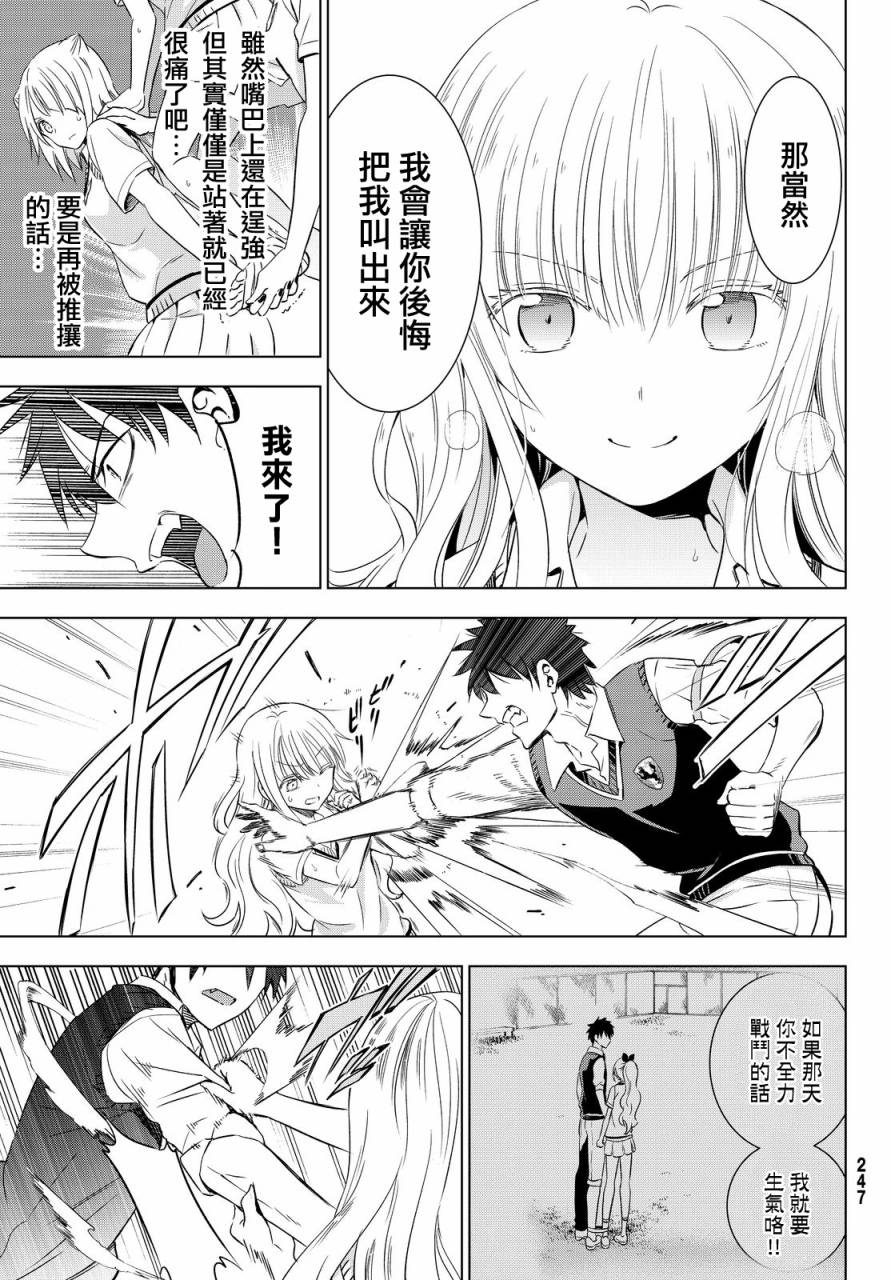 那當然
我會讓你後悔
把我叫出來
雖然嘴巴上還在逞強
但其實僅僅是站著就已經
很痛了吧…
要是再被推攘
的話…
我來了！
ビッ
如果那天
你不全力
戰鬥的話
我就要
生氣咯!!
247